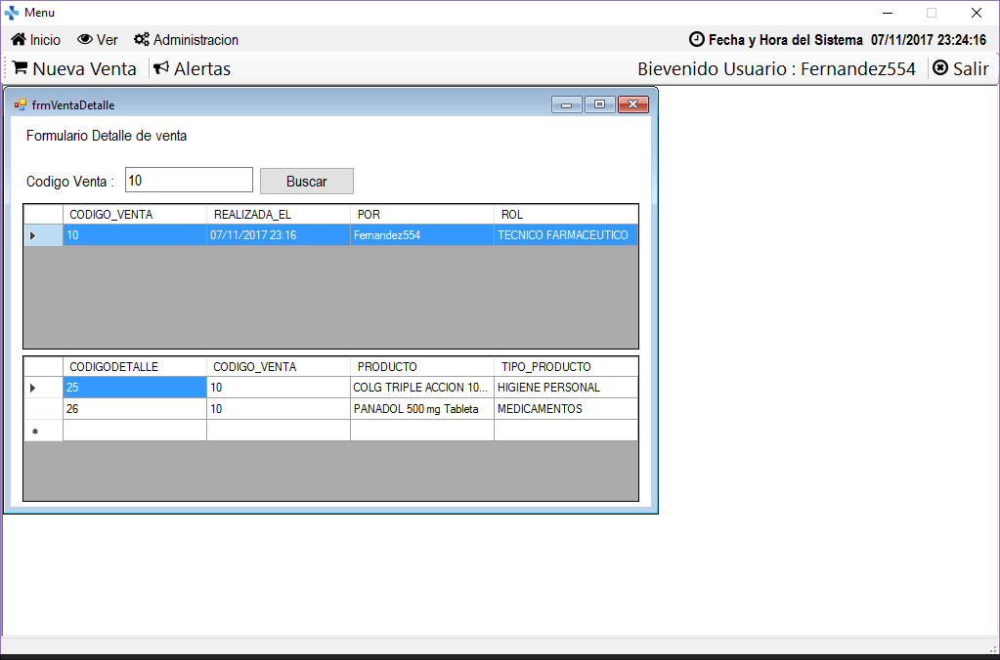 Menu
Inicio Ver Administracion Fecha y Hora del Sistema 07/11/2017 23:24:16
Nueva Venta Alertas Bievenido Usuario : Fernandez554 Salir
frmVentaDetalle
Formulario Detalle de venta
Codigo Venta : 10 Buscar
CODIGO_VENTA REALIZADA_EL POR ROL
10 07/11/2017 23:16 Fernandez554 TECNICO FARMACEUTICO
CODIGODETALLE CODIGO_VENTA PRODUCTO TIPO_PRODUCTO
25 10 COLG TRIPLE ACCION 10... HIGIENE PERSONAL
26 10 PANADOL 500 mg Tableta MEDICAMENTOS